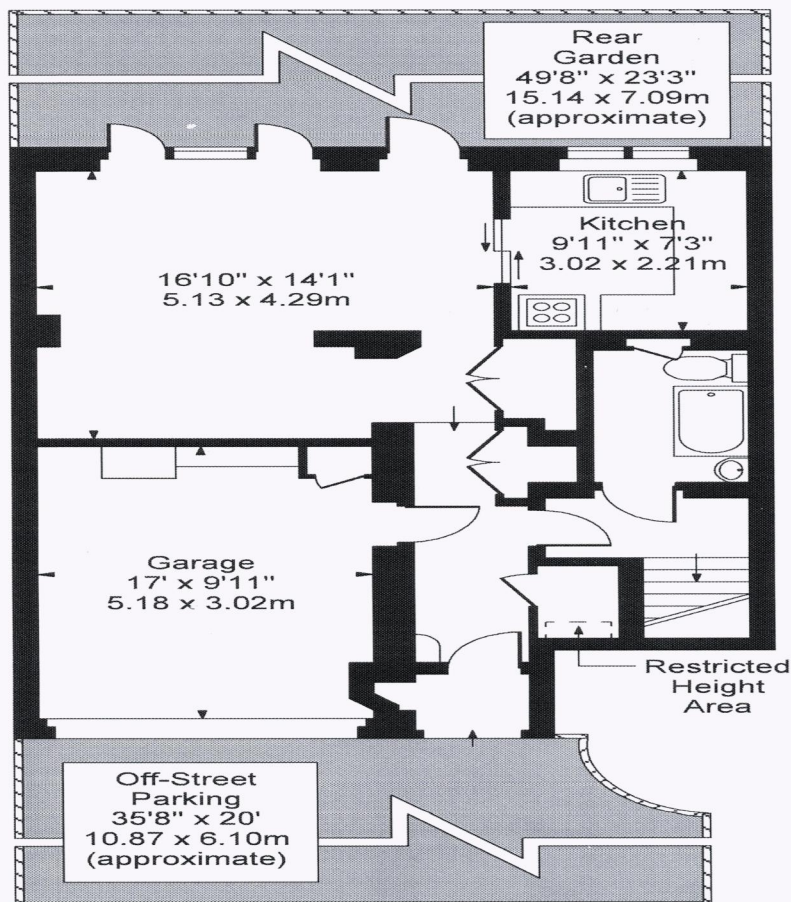 Rear
Garden
49'8" x 23'3"
15.14 x 7.09m
(approximate)
Kitchen
9'11" x 7'3"
3.02 x 2.21m
16'10" x 14'1"
5.13 x 4.29m
Garage
17' x 9'11"
5.18 x 3.02m
Restricted
Height
Area
Off-Street
Parking
35'8" x 20'
10.87 x 6.10m
(approximate)